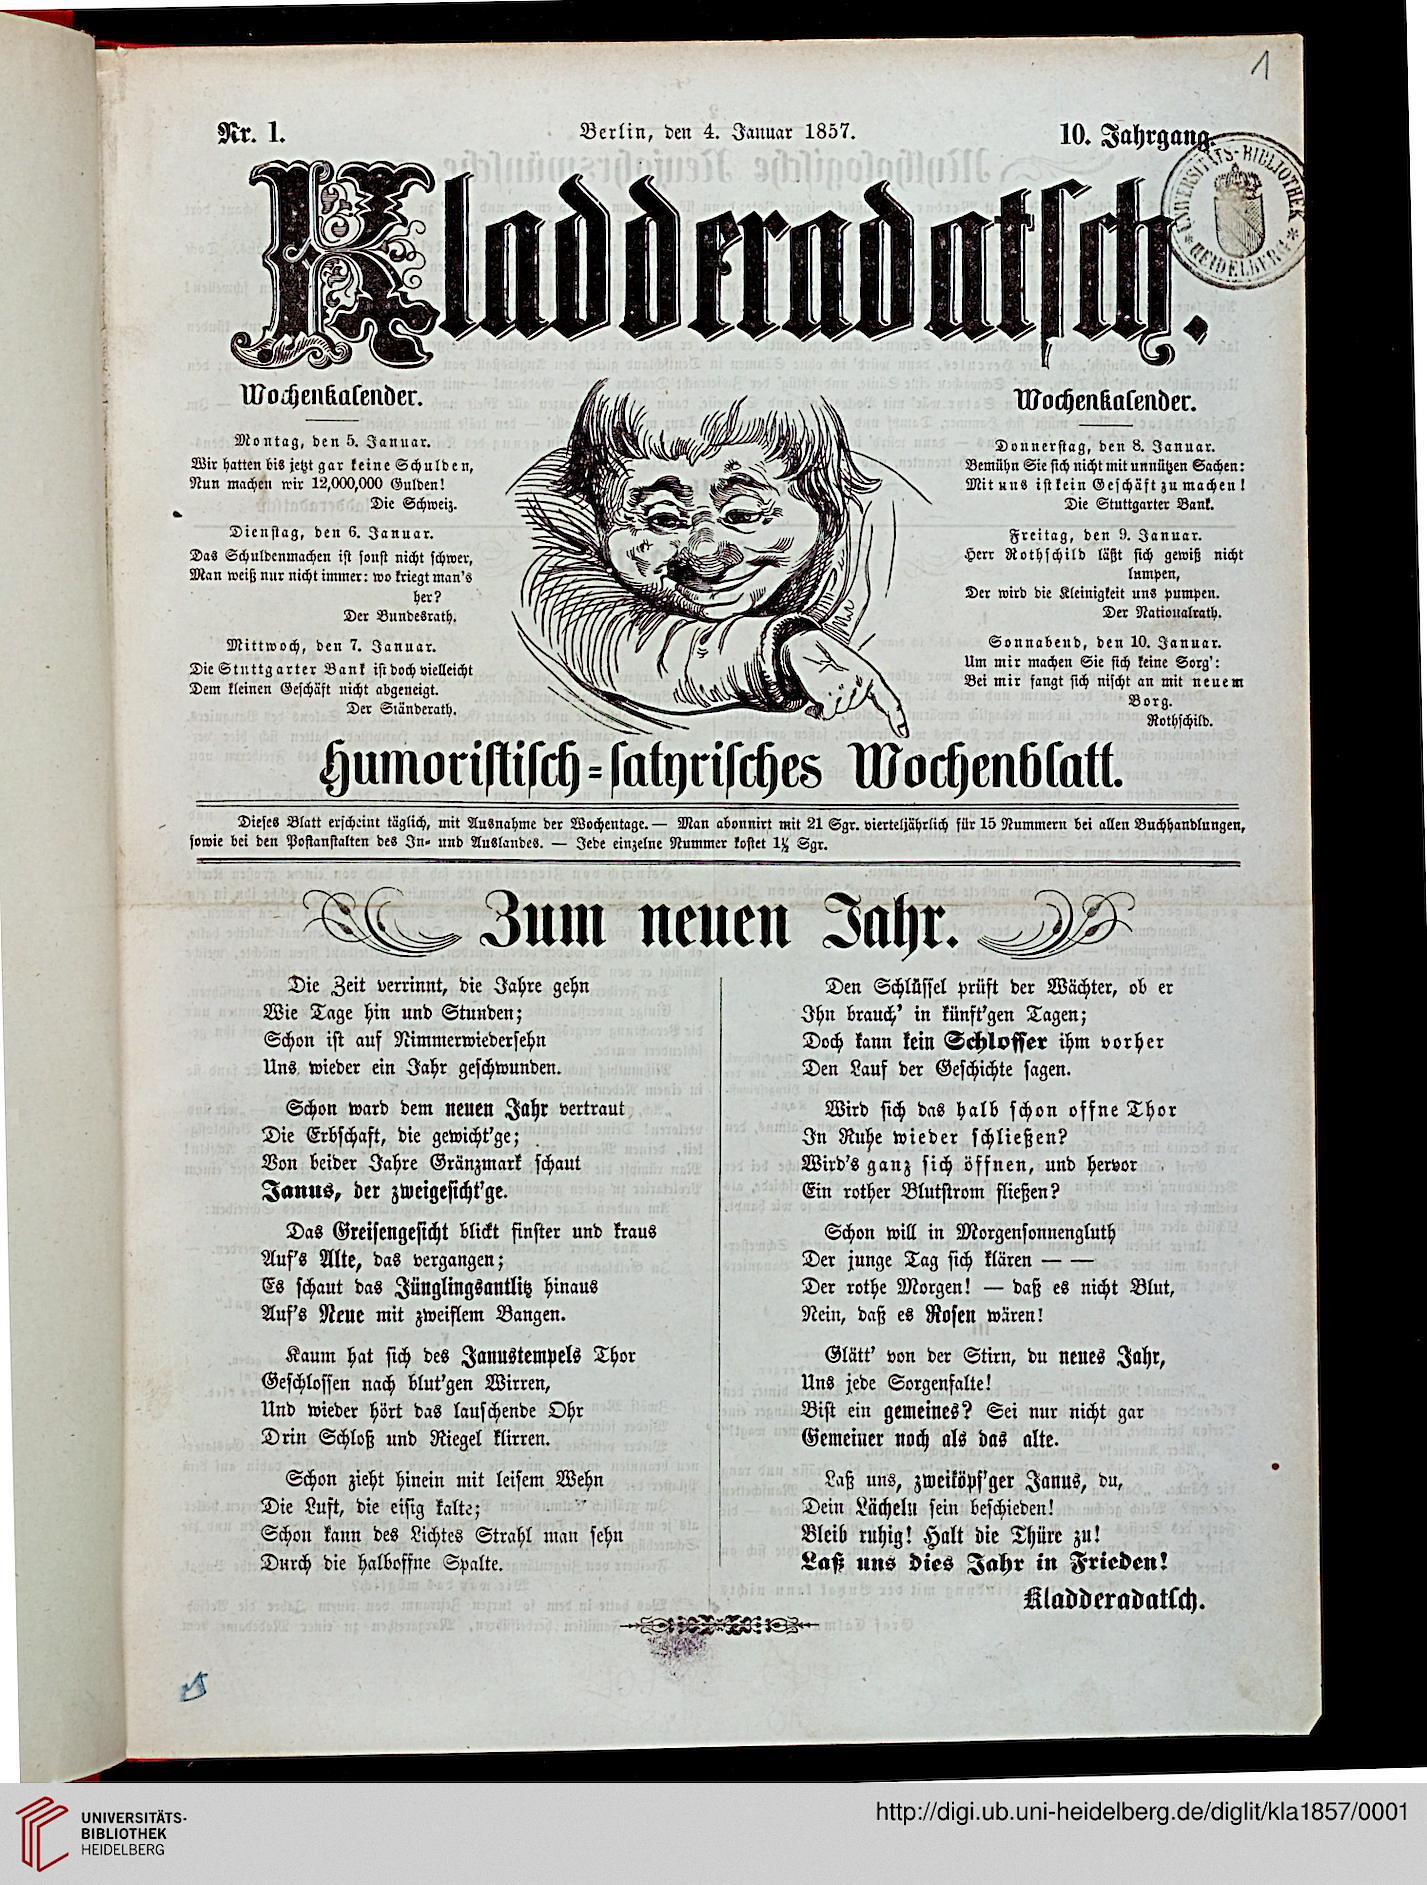 1
Nr. 1.
Berlin, den 4. Januar 1857.
10. Jahrgang.
UNIVERSITÄTS-BIBLIOTHEK
* HEIDELBERG *
Kladderadatsch.
Wochenkalender.
Montag, den 5. Januar.
Wir hatten bis jetzt gar keine Schulden,
Nun machen wir 12,000,000 Gulden!
Die Schweiz.
Dienstag, den 6. Januar.
Das Schuldenmachen ist sonst nicht schwer,
Man weiß nur nicht immer: wo kriegt man's
her?
Der Bundesrath.
Mittwoch, den 7. Januar.
Die Stuttgarter Bank ist doch vielleicht
Dem kleinen Geschäft nicht abgeneigt.
Der Ständerath.
Wochenkalender.
Donnerstag, den 8. Januar.
Bemühn Sie sich nicht mit unnützen Sachen:
Mit uns ist kein Geschäft zu machen!
Die Stuttgarter Bank.
Freitag, den 9. Januar.
Herr Rothschild läßt sich gewiß nicht
lumpen,
Der wird die Kleinigkeit uns pumpen.
Der Nationalrath.
Sonnabend, den 10. Januar.
Um mir machen Sie sich keine Sorg':
Bei mir fangt sich nischt an mit neuem
Borg.
Rothschild.
Humoristisch-satyrisches Wochenblatt.
Dieses Blatt erscheint täglich, mit Ausnahme der Wochentage. — Man abonnirt mit 21 Sgr. vierteljährlich für 15 Nummern bei allen Buchhandlungen,
sowie bei den Postanstalten des In- und Auslandes. — Jede einzelne Nummer kostet 1½ Sgr.
Zum neuen Jahr.
Die Zeit verrinnt, die Jahre gehn
Wie Tage hin und Stunden;
Schon ist auf Nimmerwiedersehn
Uns wieder ein Jahr geschwunden.
Schon ward dem neuen Jahr vertraut
Die Erbschaft, die gewicht'ge;
Von beider Jahre Gränzmark schaut
Janus, der zweigesicht'ge.
Das Greisengesicht blickt finster und kraus
Auf's Alte, das vergangen;
Es schaut das Jünglingsantlitz hinaus
Auf's Neue mit zweiflem Bangen.
Kaum hat sich des Janustempels Thor
Geschlossen nach blut'gen Wirren,
Und wieder hört das lauschende Ohr
Drin Schloß und Riegel klirren.
Schon zieht hinein mit leisem Wehn
Die Luft, die eisig kalte;
Schon kann des Lichtes Strahl man sehn
Durch die halboffne Spalte.
Den Schlüssel prüft der Wächter, ob er
Ihn brauch' in künft'gen Tagen;
Doch kann kein Schlosser ihm vorher
Den Lauf der Geschichte sagen.
Wird sich das halb schon offne Thor
In Ruhe wieder schließen?
Wird's ganz sich öffnen, und hervor
Ein rother Blutstrom fließen?
Schon will in Morgensonnengluth
Der junge Tag sich klären — —
Der rothe Morgen! — daß es nicht Blut,
Nein, daß es Rosen wären!
Glätt' von der Stirn, du neues Jahr,
Uns jede Sorgenfalte!
Bist ein gemeines? Sei nur nicht gar
Gemeiner noch als das alte.
Laß uns, zweiköpf'ger Janus, du,
Dein Lächeln sein beschieden!
Bleib ruhig! Halt die Thüre zu!
Laß uns dies Jahr in Frieden!
Kladderadatsch.
UNIVERSITÄTS-
BIBLIOTHEK
HEIDELBERG
http://digi.ub.uni-heidelberg.de/diglit/kla1857/0001